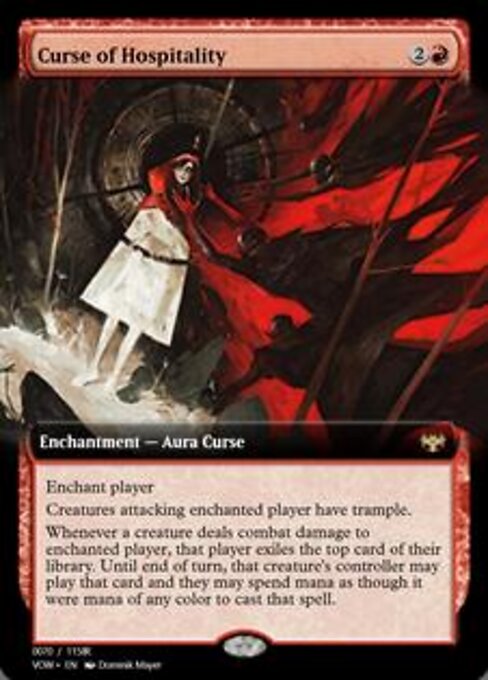 Curse of Hospitality 2
Enchantment — Aura Curse
Enchant player
Creatures attacking enchanted player have trample.
Whenever a creature deals combat damage to
enchanted player, that player exiles the top card of their
library. Until end of turn, that creature's controller may
play that card and they may spend mana as though it
were mana of any color to cast that spell.
0070 / 115R
VOW • EN Dominik Mayer